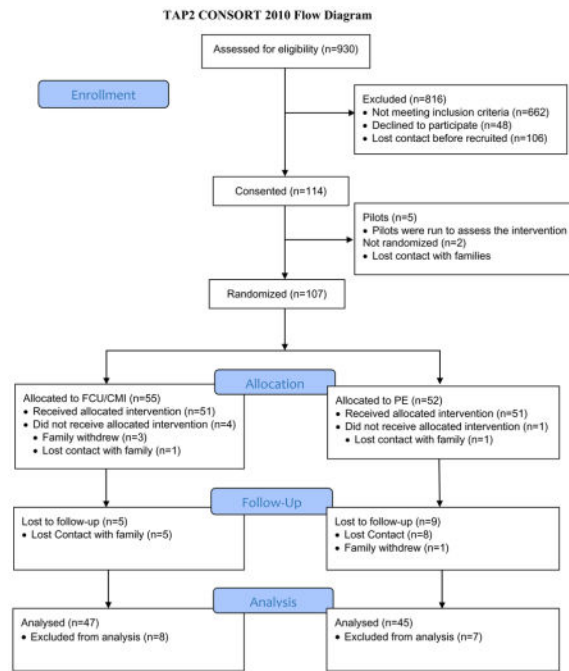 TAP2 CONSORT 2010 Flow Diagram
Assessed for eligibility (n=930)
Enrollment
Excluded (n=816)
• Not meeting inclusion criteria (n=662)
• Declined to participate (n=48)
• Lost contact before recruited (n=106)
Consented (n=114)
Pilots (n=5)
• Pilots were run to assess the intervention
Not randomized (n=2)
• Lost contact with families
Randomized (n=107)
Allocation
Allocated to FCU/CMI (n=55)
• Received allocated intervention (n=51)
• Did not receive allocated intervention (n=4)
• Family withdrew (n=3)
• Lost contact with family (n=1)
Allocated to PE (n=52)
• Received allocated intervention (n=51)
• Did not receive allocated intervention (n=1)
• Lost contact with family (n=1)
Follow-Up
Lost to follow-up (n=5)
• Lost Contact with family (n=5)
Lost to follow-up (n=9)
• Lost Contact (n=8)
• Family withdrew (n=1)
Analysis
Analysed (n=47)
• Excluded from analysis (n=8)
Analysed (n=45)
• Excluded from analysis (n=7)